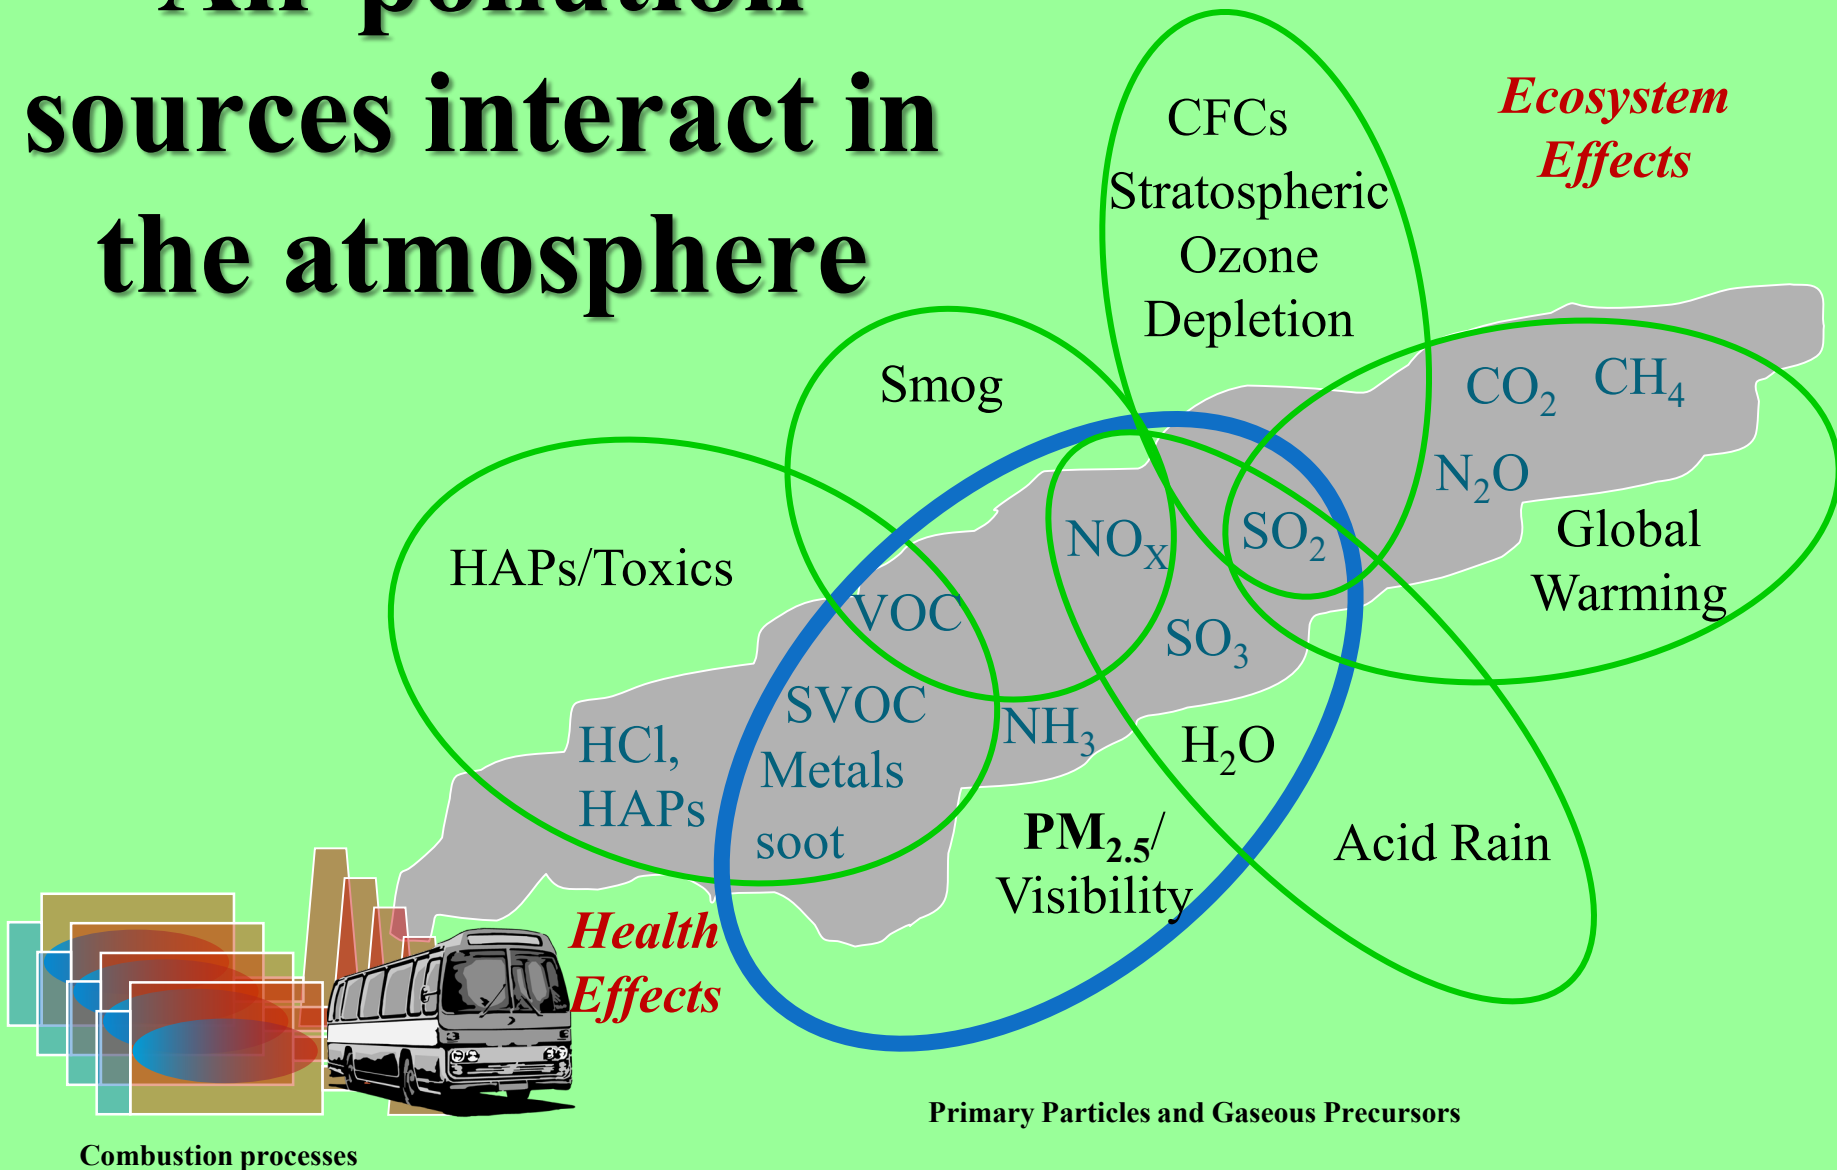 Air pollution
sources interact in
the atmosphere
Ecosystem
Effects
CFCs
Stratospheric
Ozone
Depletion
Smog
CO₂ CH₄
N₂O
Global
Warming
HAPs/Toxics
NOₓ
SO₂
VOC
SO₃
SVOC
Metals
soot
HCl,
HAPs
NH₃
H₂O
PM₂.₅/
Visibility
Acid Rain
Health
Effects
Primary Particles and Gaseous Precursors
Combustion processes